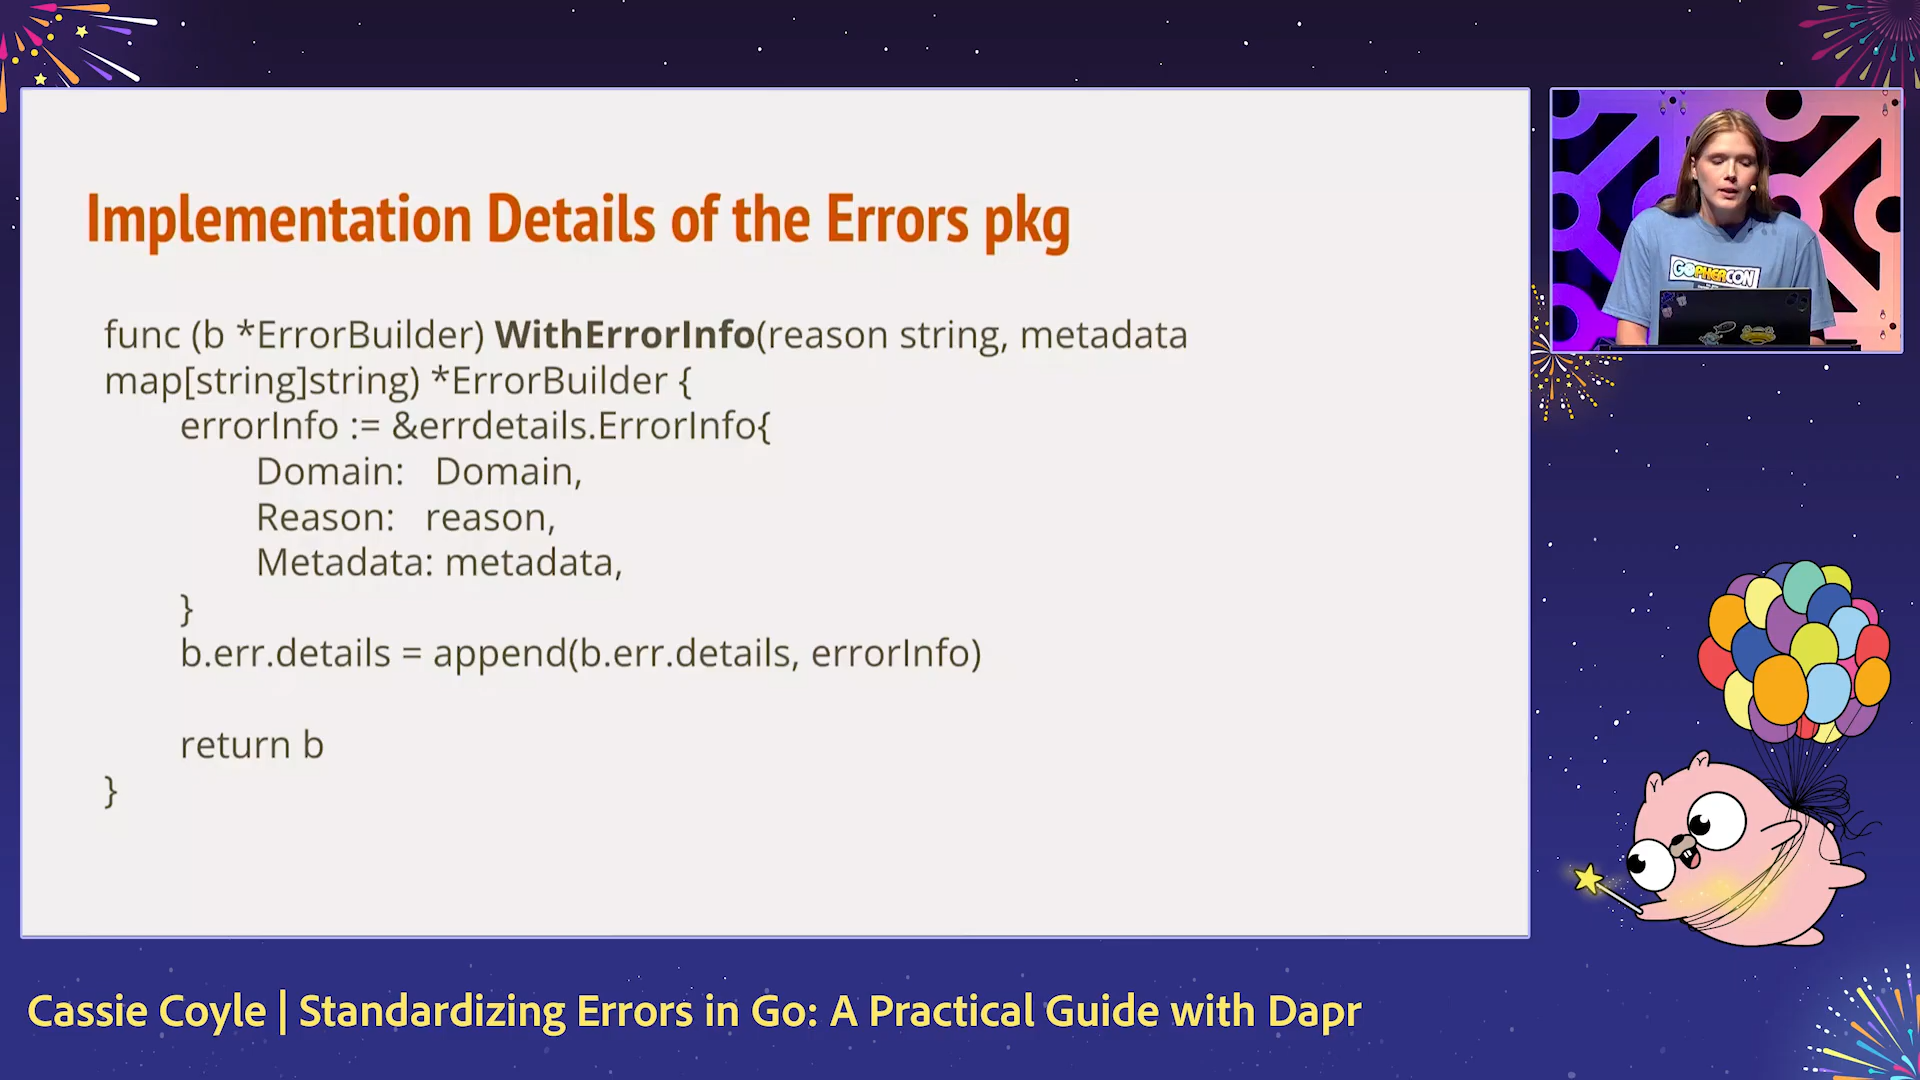 Implementation Details of the Errors pkg
func (b *ErrorBuilder) WithErrorInfo(reason string, metadata
map[string]string) *ErrorBuilder {
errorInfo := &errdetails.ErrorInfo{
Domain: Domain,
Reason: reason,
Metadata: metadata,
}
b.err.details = append(b.err.details, errorInfo)
return b
}
GOPHERCON
Cassie Coyle | Standardizing Errors in Go: A Practical Guide with Dapr